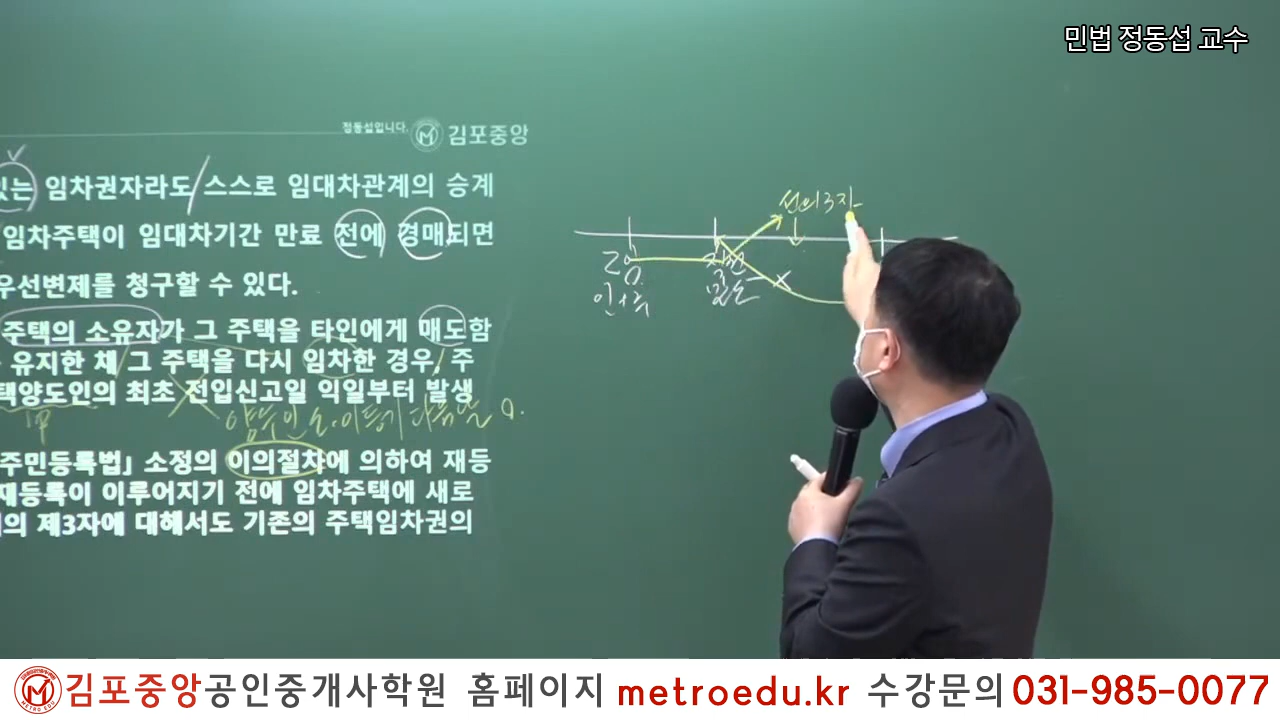 민법 정동섭 교수
정동섭입니다. 김포중앙
있는 임차권자라도 스스로 임대차관계의 승계
임차주택이 임대차기간 만료 전에 경매되면
우선변제를 청구할 수 있다.
주택의 소유자가 그 주택을 타인에게 매도함
유지한 채 그 주택을 다시 임차한 경우, 주
택양도인의 최초 전입신고일 익일부터 발생
甲
주민등록법」 소정의 이의절차에 의하여 재등
재등록이 이루어지기 전에 임차주택에 새로
의 제3자에 대해서도 기존의 주택임차권의
선의 3자
인+주
김포중앙공인중개사학원 홈페이지 metroedu.kr 수강문의 031-985-0077